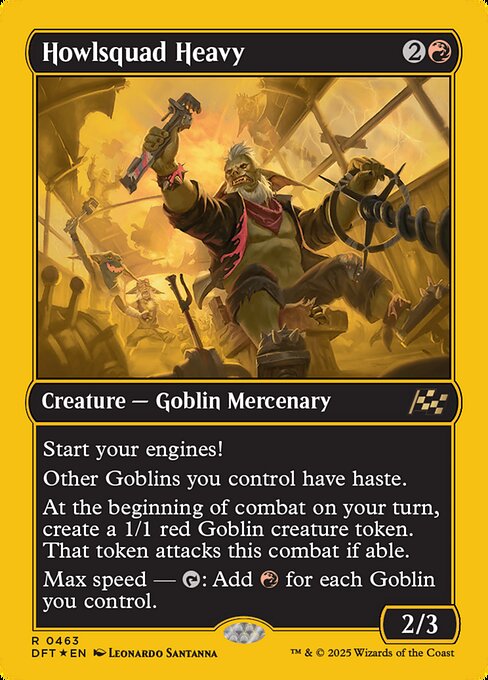 Howlsquad Heavy 2
Creature — Goblin Mercenary
Start your engines!
Other Goblins you control have haste.
At the beginning of combat on your turn,
create a 1/1 red Goblin creature token.
That token attacks this combat if able.
Max speed — : Add for each Goblin
you control.
2/3
R 0463
DFT★EN Leonardo Santanna
™ & © 2025 Wizards of the Coast